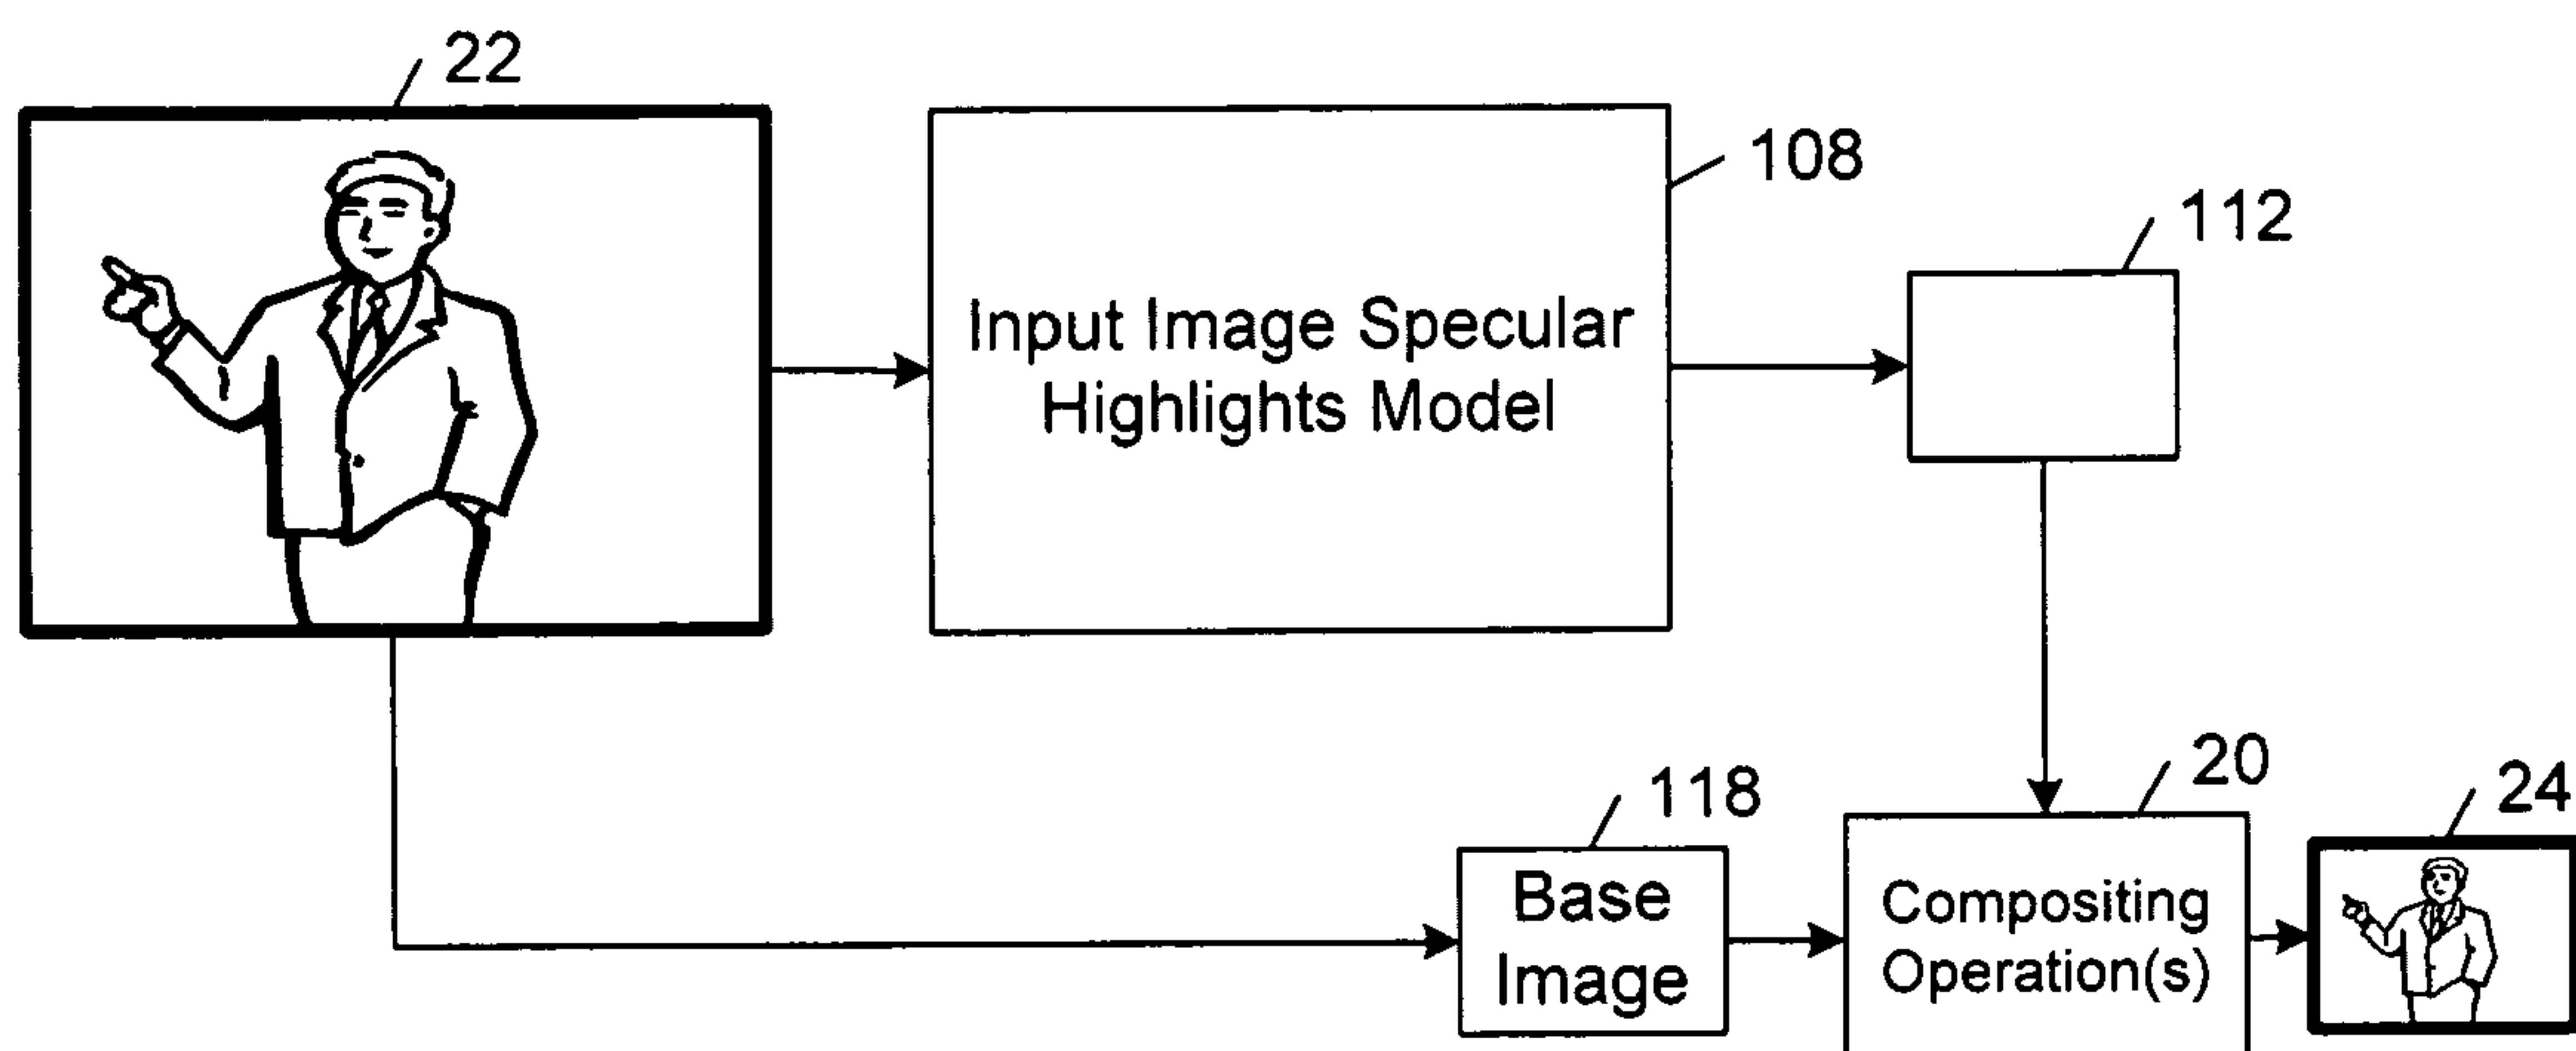 22
108
Input Image Specular
Highlights Model
112
118
20
24
Base
Image
Compositing
Operation(s)